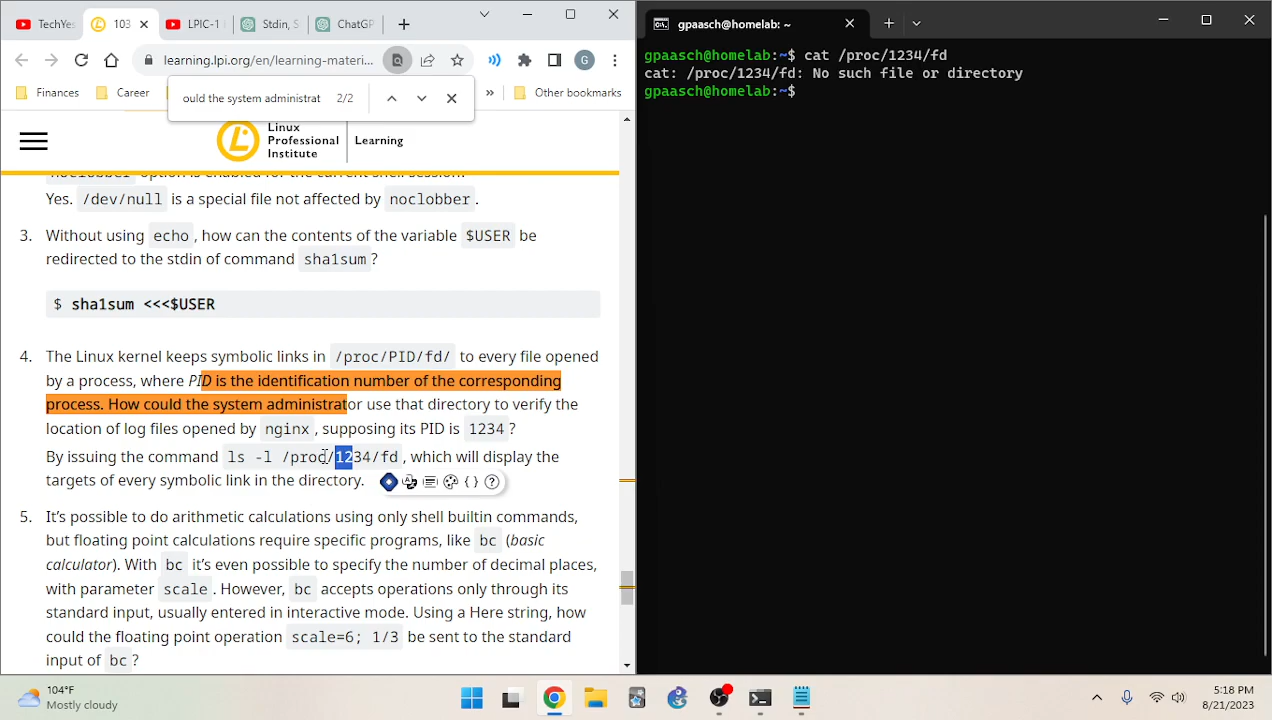 TechYes
103
LPIC-1
Stdin, S
ChatGP
learning.lpi.org/en/learning-materi...
G
Finances
Career
»
Other bookmarks
ould the system administrat 2/2
Linux
Professional
Institute
Learning
noclobber option is enabled for the current shell session.
Yes. /dev/null is a special file not affected by noclobber.
3. Without using echo, how can the contents of the variable $USER be
redirected to the stdin of command sha1sum?
$ sha1sum <<<$USER
4. The Linux kernel keeps symbolic links in /proc/PID/fd/ to every file opened
by a process, where PID is the identification number of the corresponding
process. How could the system administrator use that directory to verify the
location of log files opened by nginx, supposing its PID is 1234?
By issuing the command ls -l /proc/1234/fd, which will display the
targets of every symbolic link in the directory.
5. It's possible to do arithmetic calculations using only shell builtin commands,
but floating point calculations require specific programs, like bc (basic
calculator). With bc it's even possible to specify the number of decimal places,
with parameter scale. However, bc accepts operations only through its
standard input, usually entered in interactive mode. Using a Here string, how
could the floating point operation scale=6; 1/3 be sent to the standard
input of bc?
gpaasch@homelab: ~
gpaasch@homelab:~$ cat /proc/1234/fd
cat: /proc/1234/fd: No such file or directory
gpaasch@homelab:~$
104°F
Mostly cloudy
5:18 PM
8/21/2023